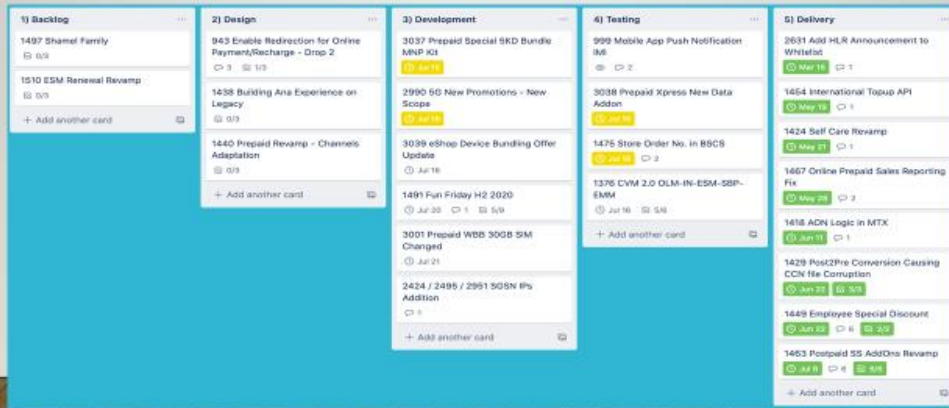 1) Backlog
1497 Shamel Family
0/3
1510 ESM Renewal Revamp
0/3
+ Add another card
2) Design
943 Enable Redirection for Online
Payment/Recharge - Drop 2
3 1/3
1438 Building Ana Experience on
Legacy
0/3
1440 Prepaid Revamp - Channels
Adaptation
0/3
+ Add another card
3) Development
3037 Prepaid Special 5KD Bundle
MNP Kit
Jul 15
2990 5G New Promotions - New
Scope
Jul 15
3039 eShop Device Bundling Offer
Update
Jul 16
1491 Fun Friday H2 2020
Jul 20 1 5/9
3001 Prepaid WBB 30GB SIM
Changed
Jul 21
2424 / 2495 / 2951 SGSN IPs
Addition
1
+ Add another card
4) Testing
999 Mobile App Push Notification
IMI
2
3038 Prepaid Xpress New Data
Addon
1475 Store Order No. in BSCS
2
1376 CVM 2.0 OLM-IN-ESM-SBP-
EMM
Jul 16 5/6
+ Add another card
5) Delivery
2631 Add HLR Announcement to
Whitelist
Mar 15 1
1454 International Topup API
May 19 1
1424 Self Care Revamp
May 21 1
1467 Online Prepaid Sales Reporting
Fix
May 28 2
1418 AON Logic in MTX
Jun 11 1
1429 Post2Pre Conversion Causing
CCN file Corruption
Jun 22 3/3
1449 Employee Special Discount
Jun 22 6
1463 Postpaid SS AddOns Revamp
Jul 8 6
+ Add another card